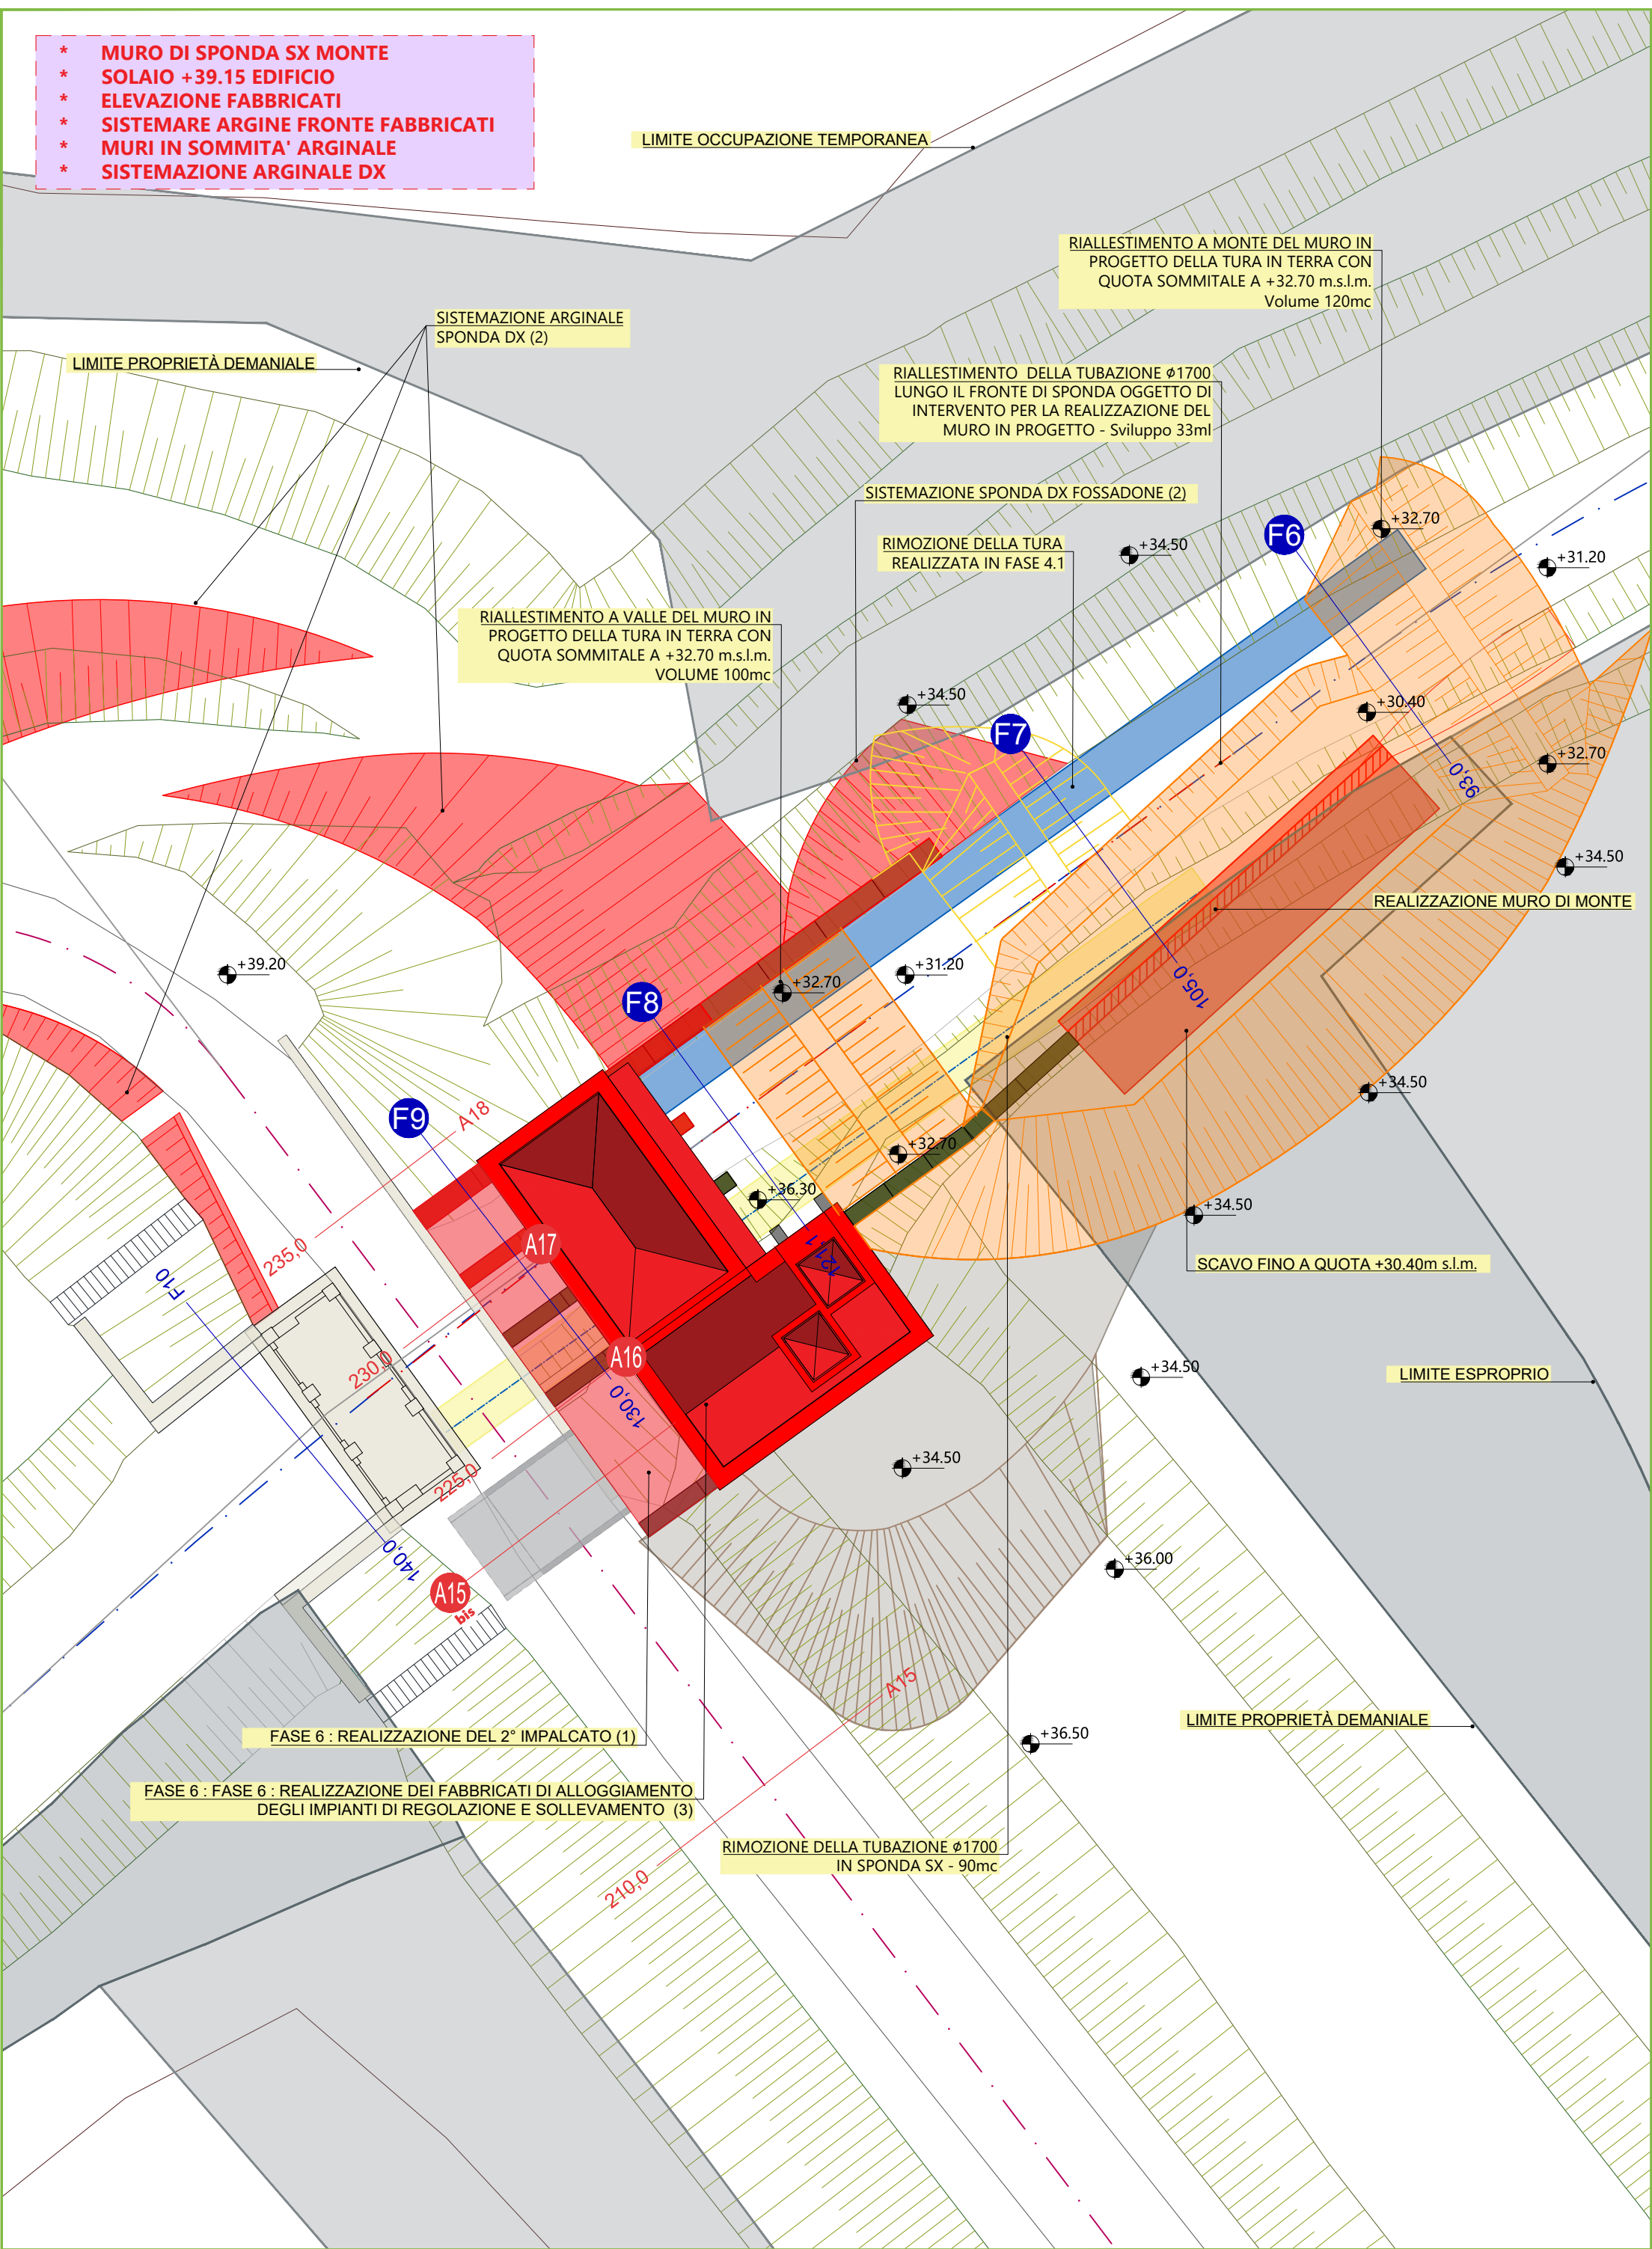 * MURO DI SPONDA SX MONTE
* SOLAIO +39.15 EDIFICIO
* ELEVAZIONE FABBRICATI
* SISTEMARE ARGINE FRONTE FABBRICATI
* MURI IN SOMMITA' ARGINALE
* SISTEMAZIONE ARGINALE DX
LIMITE OCCUPAZIONE TEMPORANEA
RIALLESTIMENTO A MONTE DEL MURO IN
PROGETTO DELLA TURA IN TERRA CON
QUOTA SOMMITALE A +32.70 m.s.l.m.
Volume 120mc
SISTEMAZIONE ARGINALE
SPONDA DX (2)
LIMITE PROPRIETÀ DEMANIALE
RIALLESTIMENTO DELLA TUBAZIONE ø1700
LUNGO IL FRONTE DI SPONDA OGGETTO DI
INTERVENTO PER LA REALIZZAZIONE DEL
MURO IN PROGETTO - Sviluppo 33ml
SISTEMAZIONE SPONDA DX FOSSADONE (2)
RIMOZIONE DELLA TURA
REALIZZATA IN FASE 4.1
+34.50
F6
+32.70
+31.20
RIALLESTIMENTO A VALLE DEL MURO IN
PROGETTO DELLA TURA IN TERRA CON
QUOTA SOMMITALE A +32.70 m.s.l.m.
VOLUME 100mc
+34.50
F7
+30.40
+32.70
93,0
+34.50
REALIZZAZIONE MURO DI MONTE
+39.20
+31.20
+32.70
105,0
F8
+34.50
F9
A18
+32.70
+36.30
+34.50
A17
121,1
235,0
SCAVO FINO A QUOTA +30.40m s.l.m.
F10
A16
230,0
+34.50
LIMITE ESPROPRIO
130,0
+34.50
225,0
140,0
+36.00
A15
bis
A15
LIMITE PROPRIETÀ DEMANIALE
FASE 6 : REALIZZAZIONE DEL 2° IMPALCATO (1)
+36.50
FASE 6 : FASE 6 : REALIZZAZIONE DEI FABBRICATI DI ALLOGGIAMENTO
DEGLI IMPIANTI DI REGOLAZIONE E SOLLEVAMENTO (3)
RIMOZIONE DELLA TUBAZIONE ø1700
IN SPONDA SX - 90mc
210,0